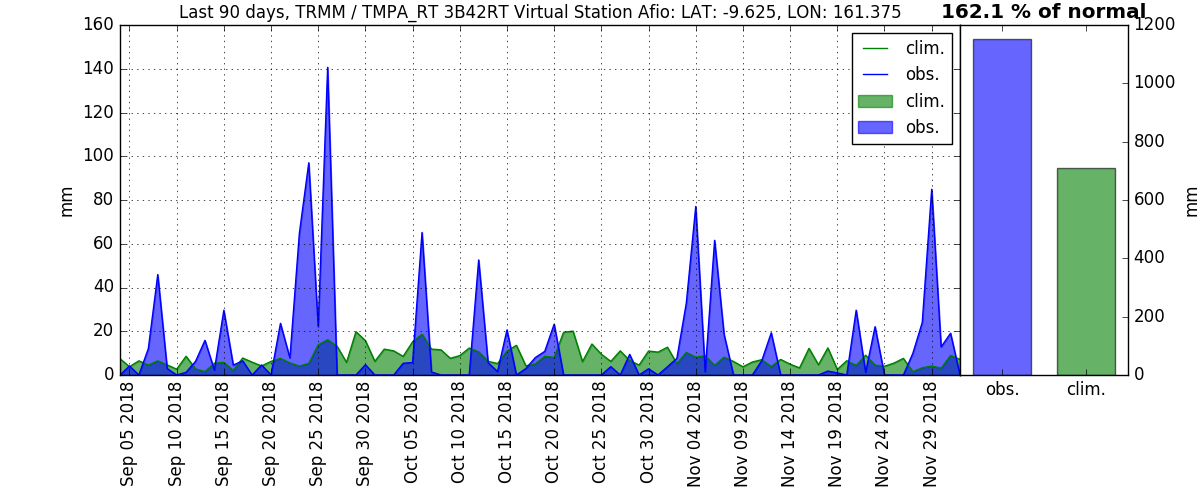 Last 90 days, TRMM / TMPA_RT 3B42RT Virtual Station Afio: LAT: -9.625, LON: 161.375
162.1 % of normal
160
140
120
100
80
60
40
20
0
mm
clim.
obs.
clim.
obs.
Sep 05 2018
Sep 10 2018
Sep 15 2018
Sep 20 2018
Sep 25 2018
Sep 30 2018
Oct 05 2018
Oct 10 2018
Oct 15 2018
Oct 20 2018
Oct 25 2018
Oct 30 2018
Nov 04 2018
Nov 09 2018
Nov 14 2018
Nov 19 2018
Nov 24 2018
Nov 29 2018
1200
1000
800
600
400
200
0
mm
obs.
clim.